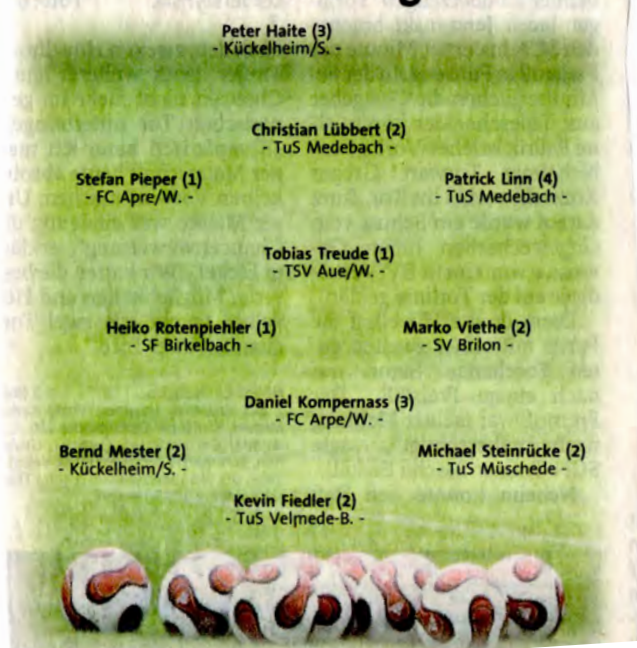 Peter Haite (3)
- Kückelheim/S. -
Christian Lübbert (2)
- TuS Medebach -
Stefan Pieper (1)
- FC Apre/W. -
Patrick Linn (4)
- TuS Medebach -
Tobias Treude (1)
- TSV Aue/W. -
Heiko Rotenpiehler (1)
- SF Birkelbach -
Marko Viethe (2)
- SV Brilon -
Daniel Kompernass (3)
- FC Arpe/W. -
Bernd Mester (2)
- Kückelheim/S. -
Michael Steinrücke (2)
- TuS Müschede -
Kevin Fiedler (2)
- TuS Velmede-B. -